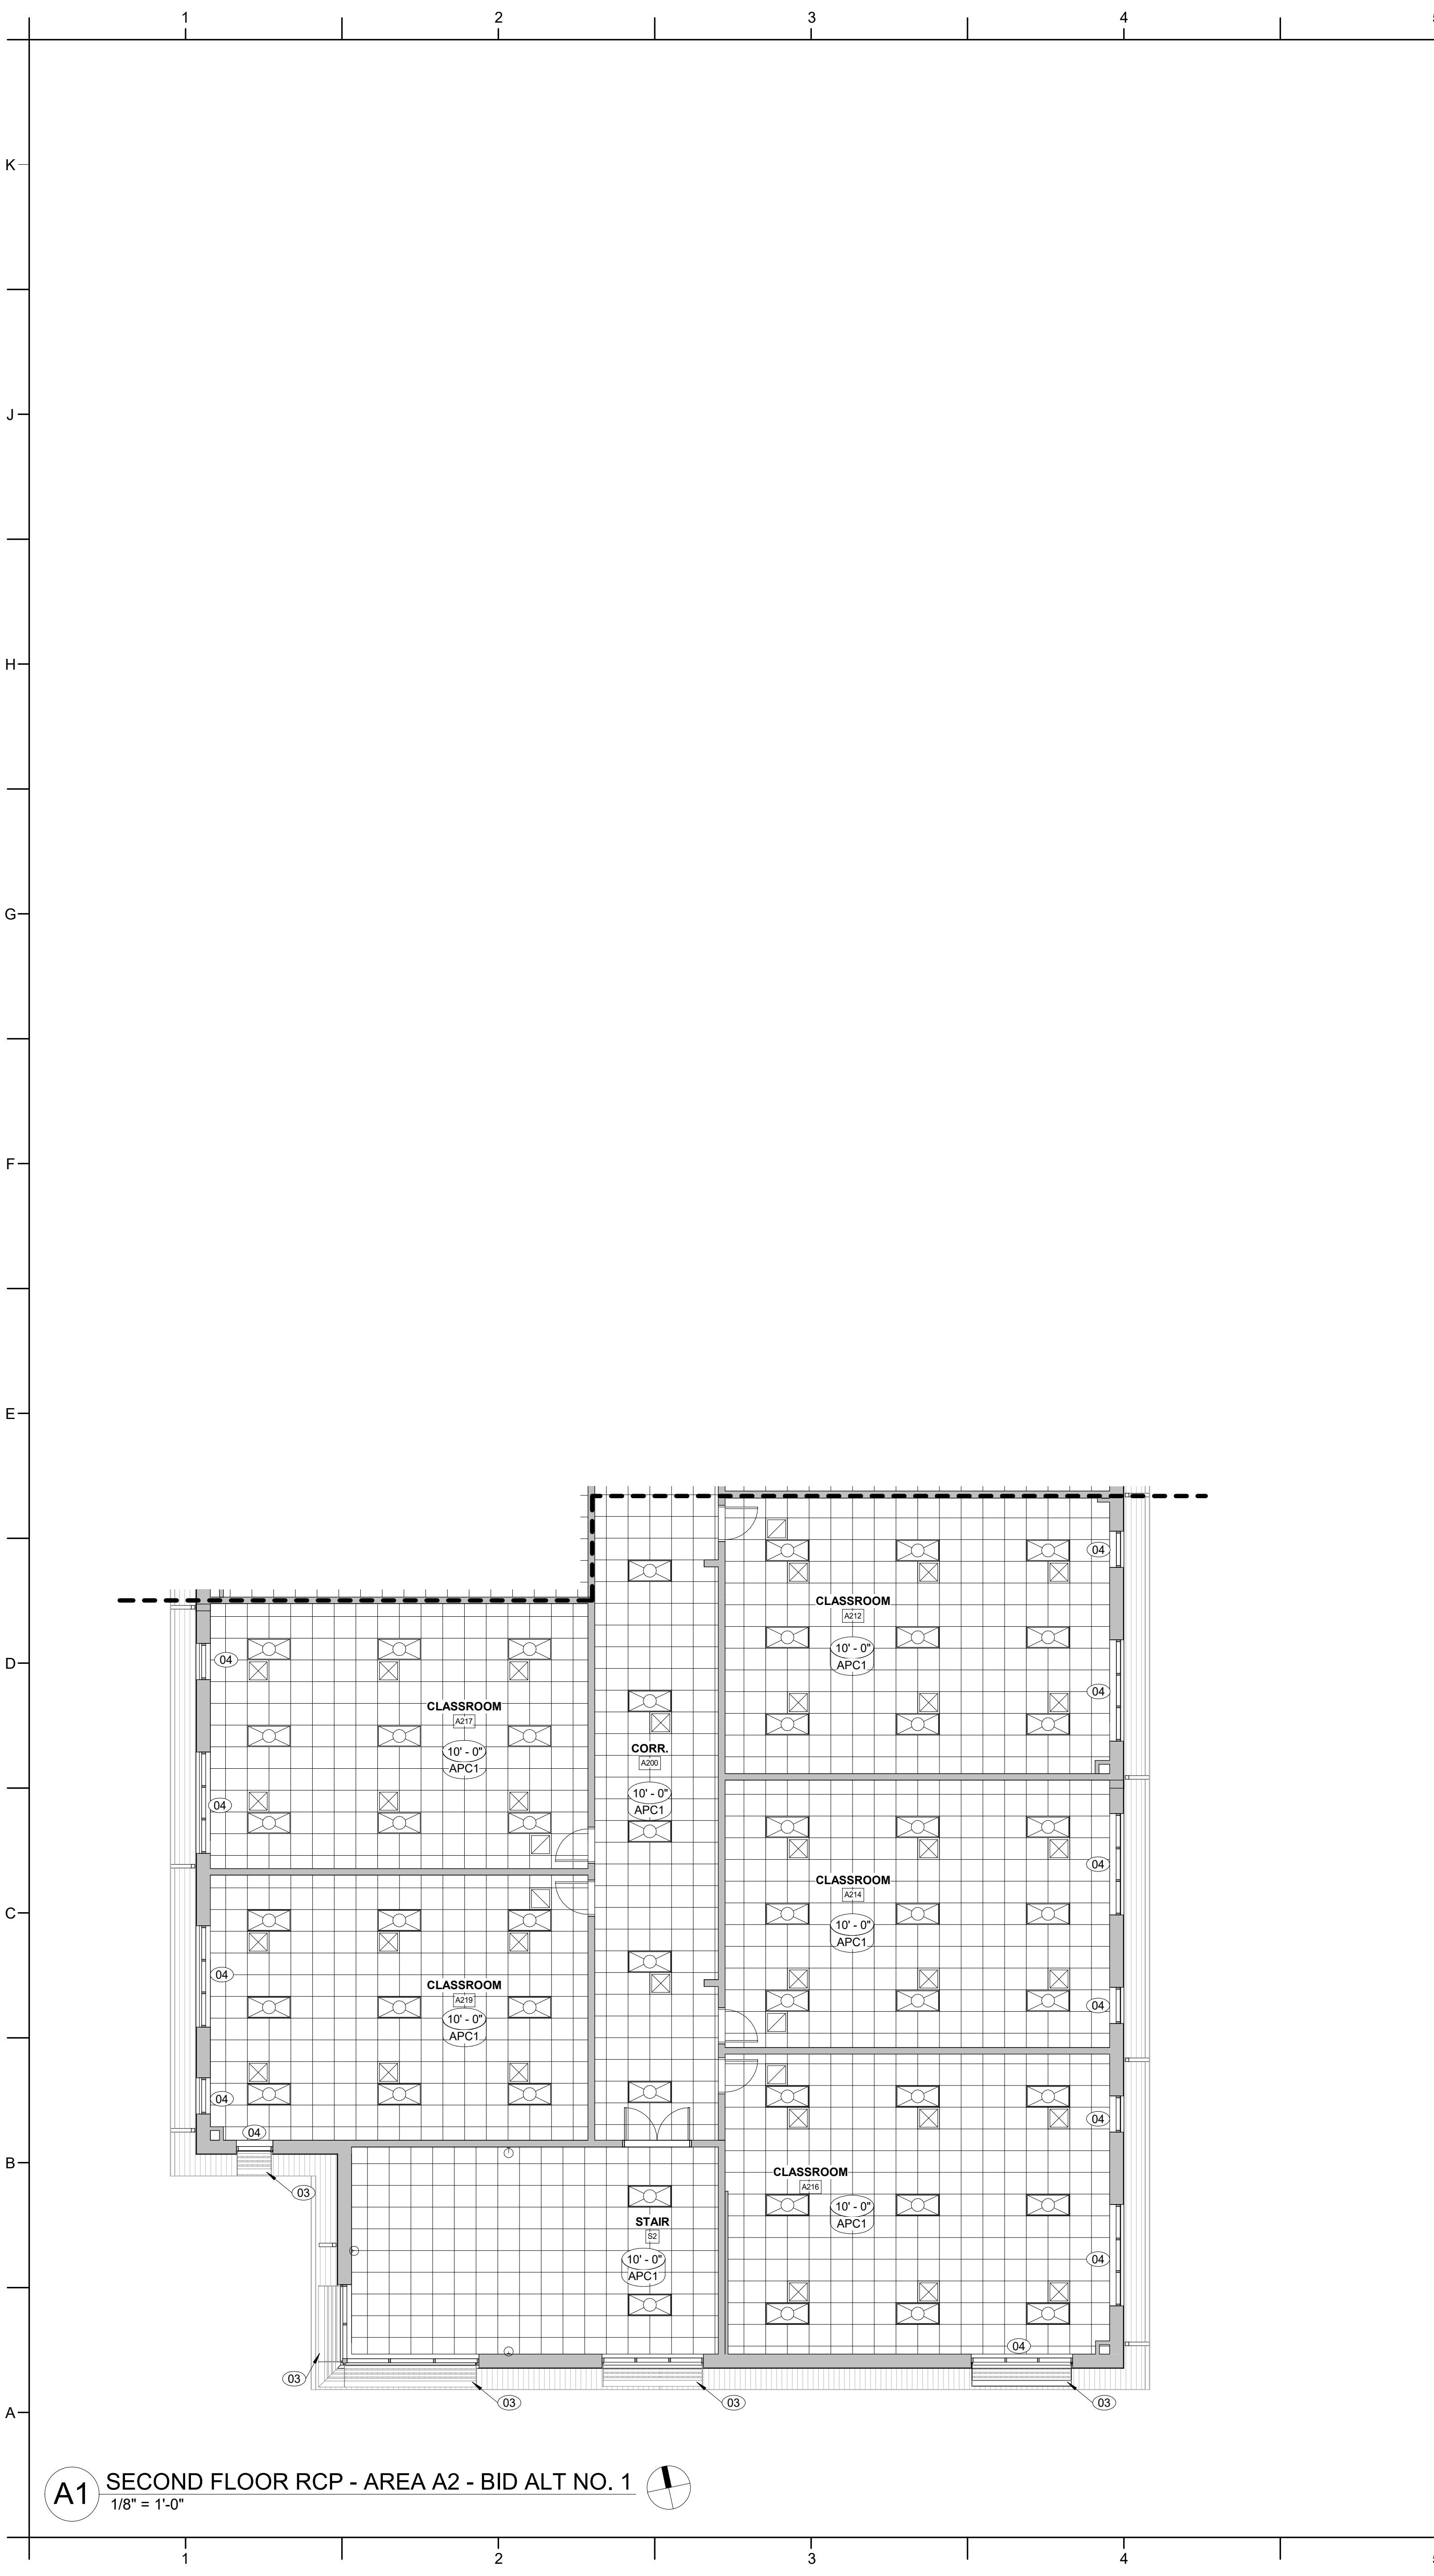 1 2 3 4 5
K
J
H
G
F
E
D
C
B
A
04
CLASSROOM
A212
10' - 0"
APC1
04
04
CLASSROOM
A217
10' - 0"
APC1
04
CORR.
A200
10' - 0"
APC1
04
CLASSROOM
A214
10' - 0"
APC1
04
04
CLASSROOM
A219
10' - 0"
APC1
04
04
03
04
CLASSROOM
A216
10' - 0"
APC1
04
04
STAIR
S2
10' - 0"
APC1
03
03
03
03
A1
SECOND FLOOR RCP - AREA A2 - BID ALT NO. 1
1/8" = 1'-0"
1 2 3 4 5